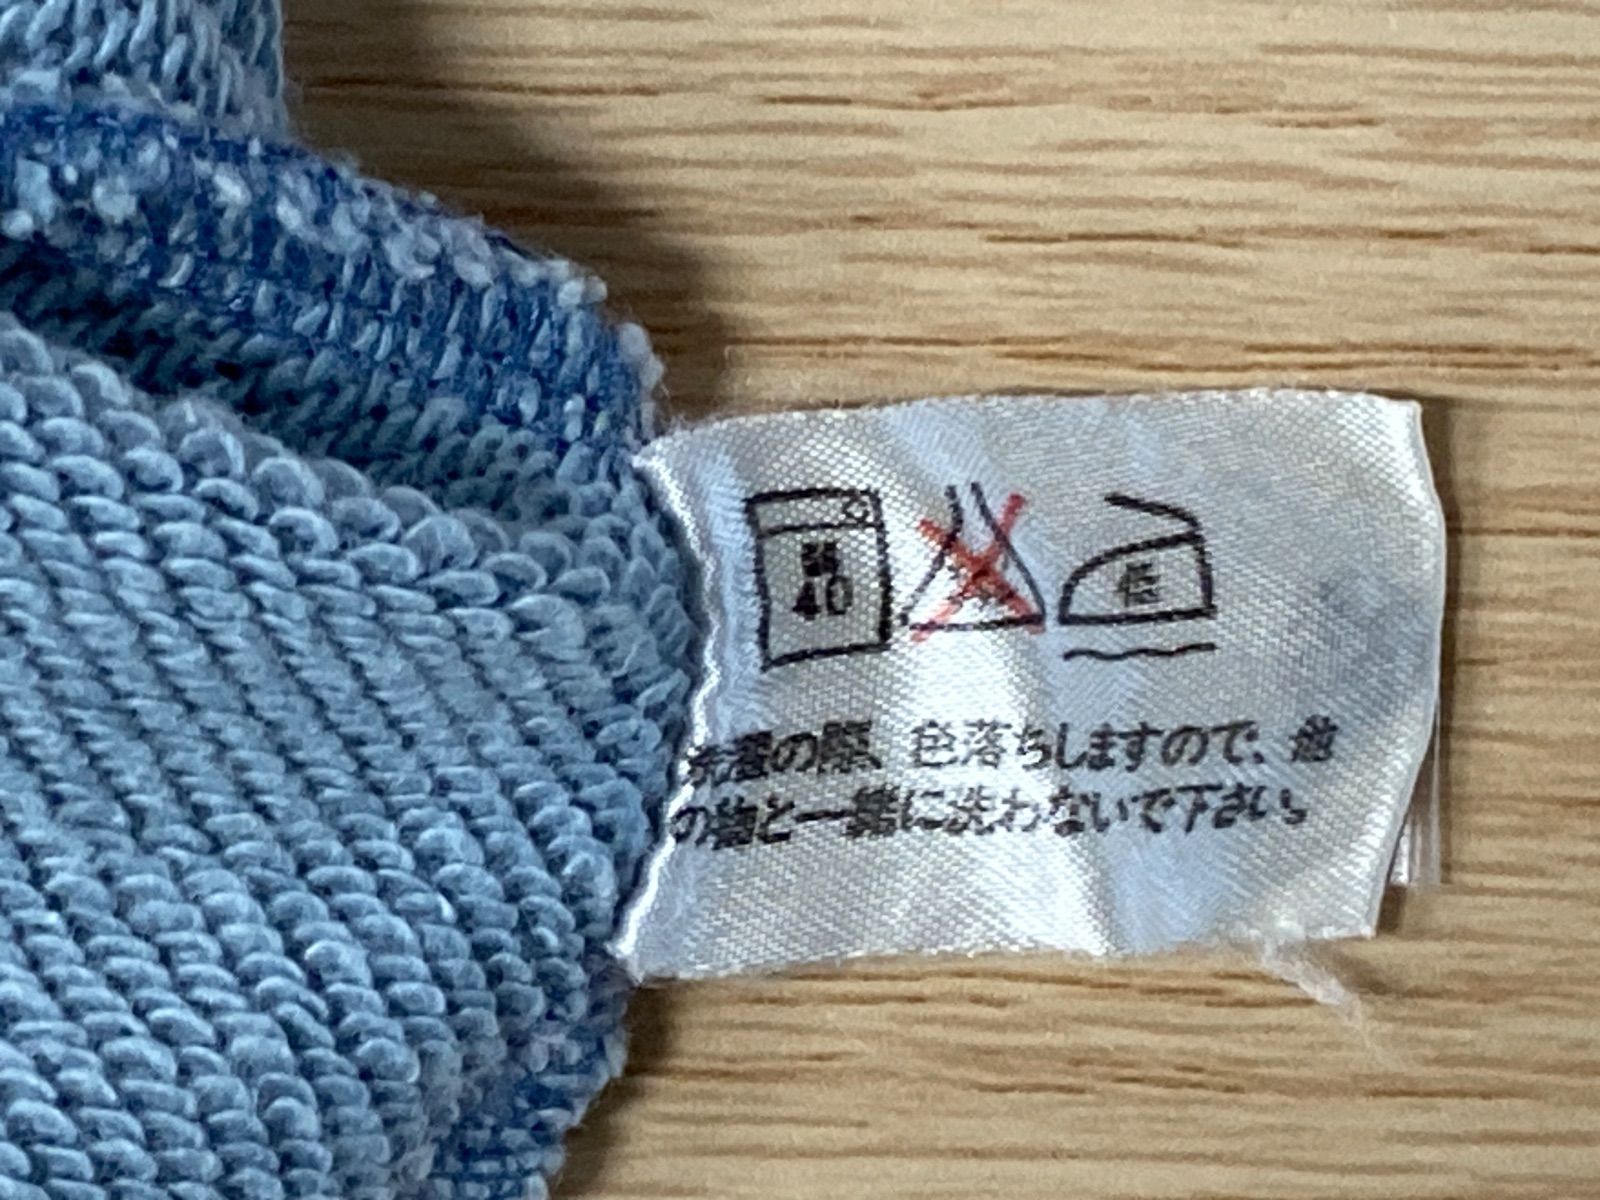 弱
40
低
洗濯の際、色落ちしますので、他
の物と一緒に洗わないで下さい。